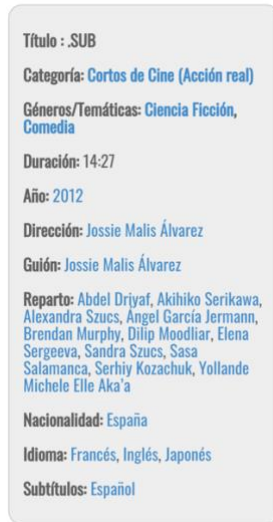 Título : .SUB
Categoría: Cortos de Cine (Acción real)
Géneros/Temáticas: Ciencia Ficción,
Comedia
Duración: 14:27
Año: 2012
Dirección: Jossie Malis Álvarez
Guión: Jossie Malis Álvarez
Reparto: Abdel Driyaf, Akihiko Serikawa,
Alexandra Szucs, Ángel García Jermann,
Brendan Murphy, Dilip Moodliar, Elena
Sergeeva, Sandra Szucs, Sasa
Salamanca, Serhiy Kozachuk, Yollande
Michele Elle Aka'a
Nacionalidad: España
Idioma: Francés, Inglés, Japonés
Subtítulos: Español